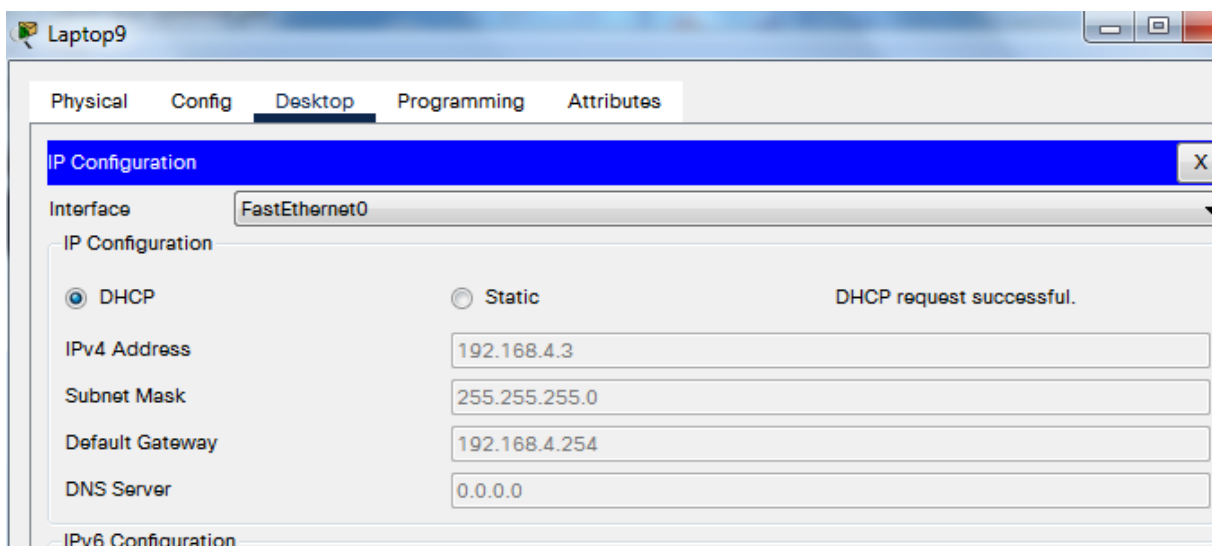 Laptop9
Physical Config Desktop Programming Attributes
IP Configuration X
Interface FastEthernet0
IP Configuration
DHCP Static DHCP request successful.
IPv4 Address 192.168.4.3
Subnet Mask 255.255.255.0
Default Gateway 192.168.4.254
DNS Server 0.0.0.0
IPv6 Configuration